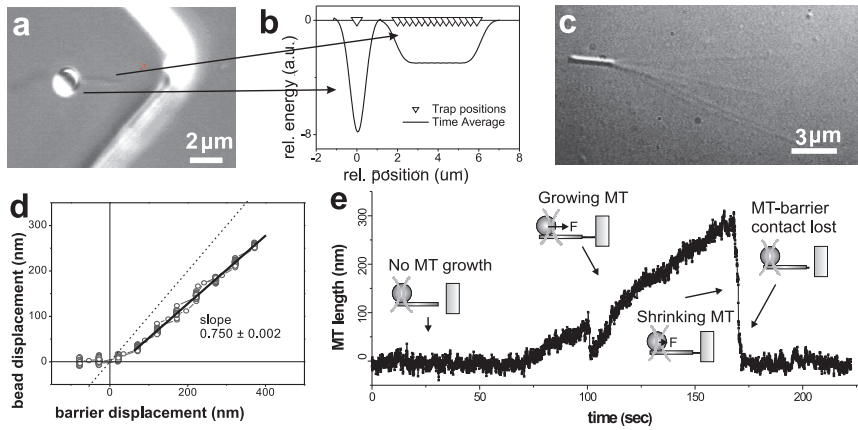 a
2 µm
b
rel. energy (a.u.)
0
-8
Trap positions
Time Average
-2 0 2 4 6 8
rel. position (um)
c
3µm
d
bead displacement (nm)
300
200
100
0
slope
0.750 ± 0.002
0 200 400
barrier displacement (nm)
e
MT length (nm)
300
200
100
0
No MT growth
Growing MT
F
Shrinking MT
F
MT-barrier
contact lost
0 50 100 150 200
time (sec)